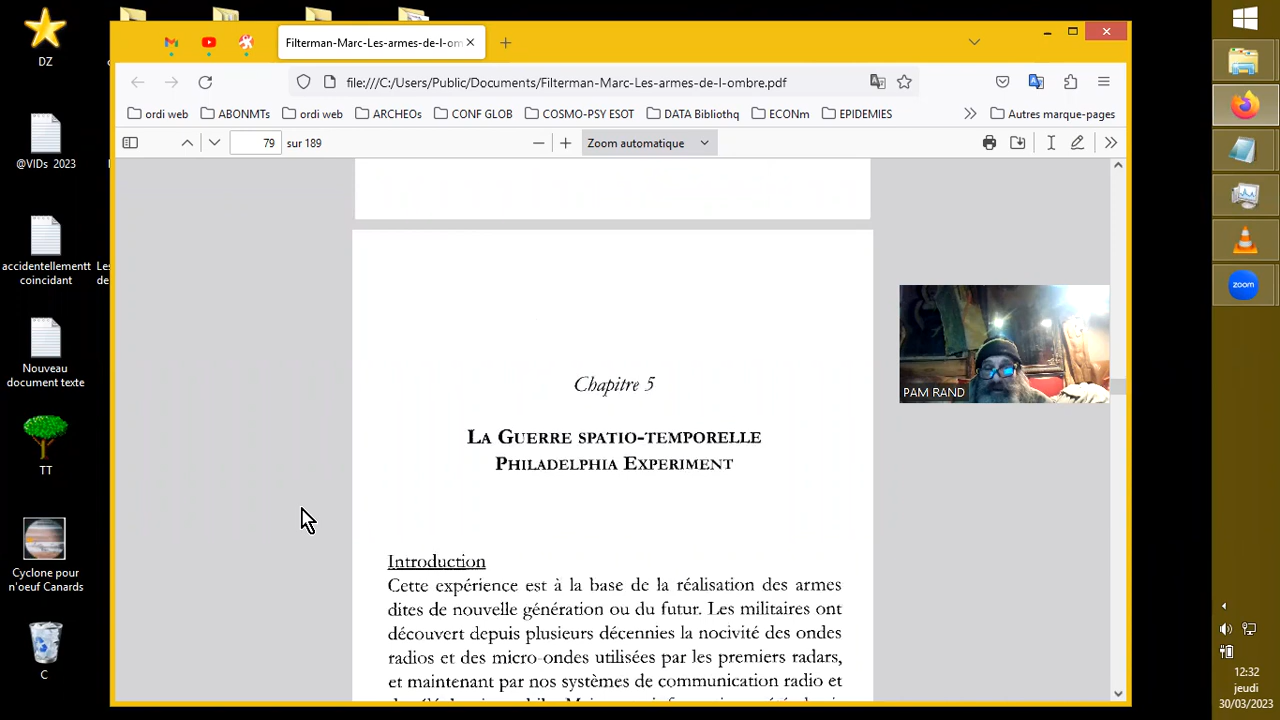 DZ
@VIDs 2023
accidentellementt
coincidant
Nouveau
document texte
TT
Cyclone pour
n'oeuf Canards
C
Filterman-Marc-Les-armes-de-l-om
file:///C:/Users/Public/Documents/Filterman-Marc-Les-armes-de-l-ombre.pdf
ordi web
ABONMTs
ordi web
ARCHEOs
CONF GLOB
COSMO-PSY ESOT
DATA Bibliothq
ECONm
EPIDEMIES
Autres marque-pages
79 sur 189
Zoom automatique
Chapitre 5
La Guerre spatio-temporelle
Philadelphia Experiment
Introduction
Cette expérience est à la base de la réalisation des armes
dites de nouvelle génération ou du futur. Les militaires ont
découvert depuis plusieurs décennies la nocivité des ondes
radios et des micro-ondes utilisées par les premiers radars,
et maintenant par nos systèmes de communication radio et
PAM RAND
zoom
12:32
jeudi
30/03/2023